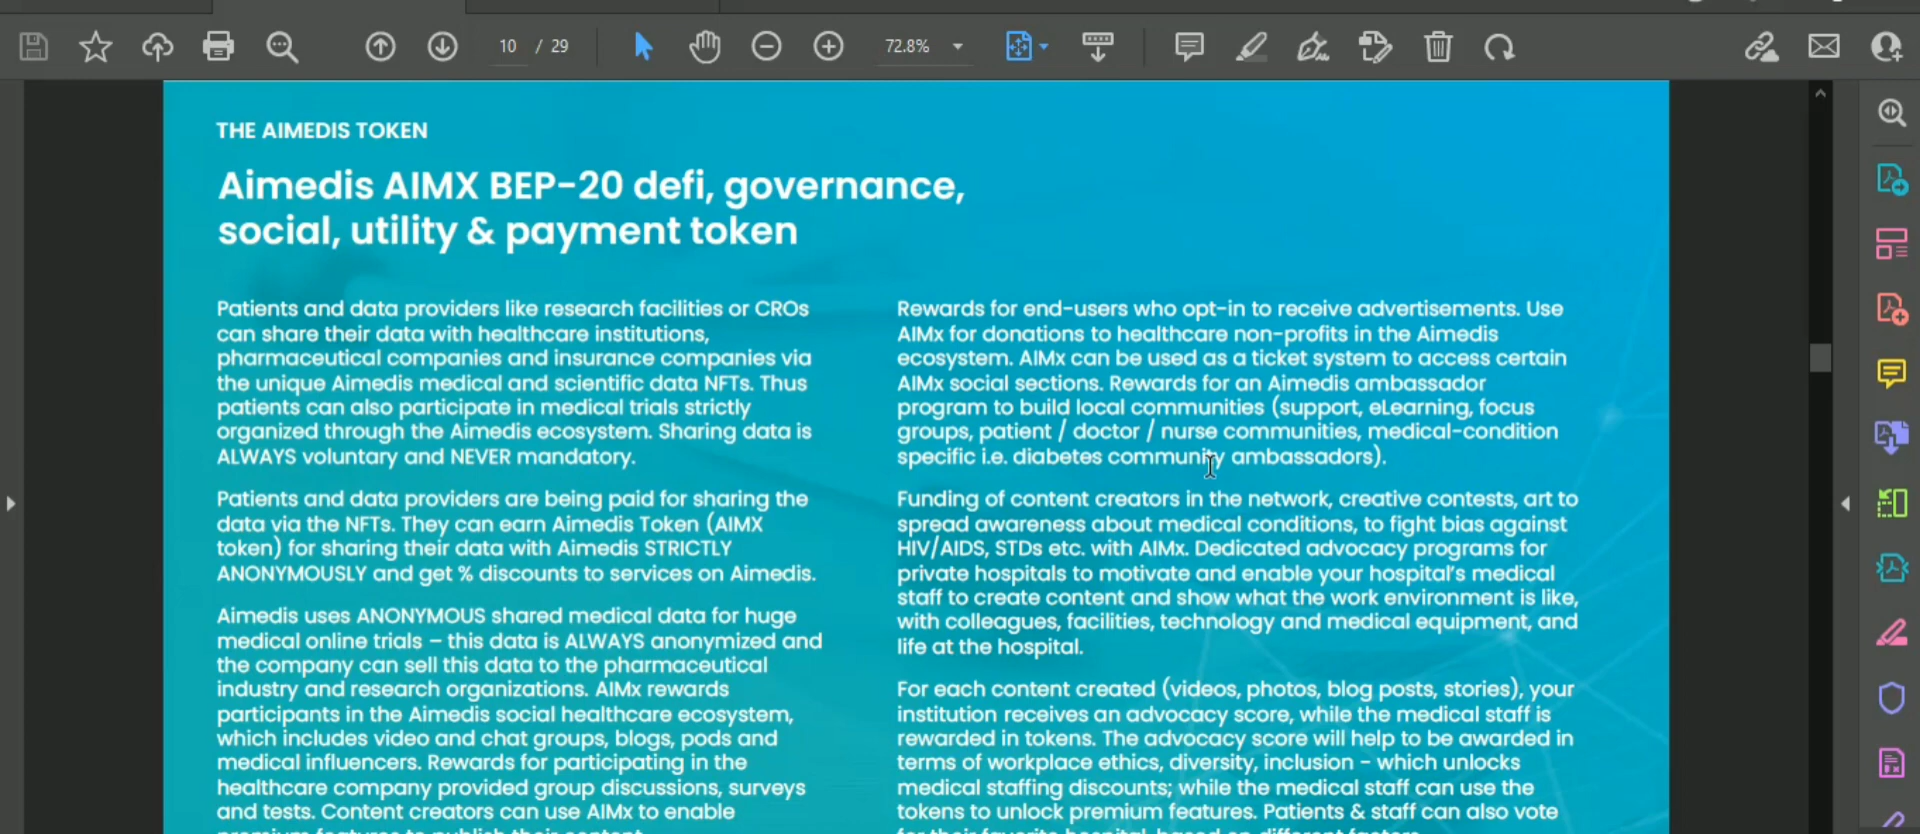 10 / 29
72.8%
THE AIMEDIS TOKEN
Aimedis AIMX BEP-20 defi, governance,
social, utility & payment token
Patients and data providers like research facilities or CROs
can share their data with healthcare institutions,
pharmaceutical companies and insurance companies via
the unique Aimedis medical and scientific data NFTs. Thus
patients can also participate in medical trials strictly
organized through the Aimedis ecosystem. Sharing data is
ALWAYS voluntary and NEVER mandatory.
Patients and data providers are being paid for sharing the
data via the NFTs. They can earn Aimedis Token (AIMX
token) for sharing their data with Aimedis STRICTLY
ANONYMOUSLY and get % discounts to services on Aimedis.
Aimedis uses ANONYMOUS shared medical data for huge
medical online trials – this data is ALWAYS anonymized and
the company can sell this data to the pharmaceutical
industry and research organizations. AIMx rewards
participants in the Aimedis social healthcare ecosystem,
which includes video and chat groups, blogs, pods and
medical influencers. Rewards for participating in the
healthcare company provided group discussions, surveys
and tests. Content creators can use AIMx to enable
premium features to publish their content
Rewards for end-users who opt-in to receive advertisements. Use
AIMx for donations to healthcare non-profits in the Aimedis
ecosystem. AIMx can be used as a ticket system to access certain
AIMx social sections. Rewards for an Aimedis ambassador
program to build local communities (support, eLearning, focus
groups, patient / doctor / nurse communities, medical-condition
specific i.e. diabetes community ambassadors).
Funding of content creators in the network, creative contests, art to
spread awareness about medical conditions, to fight bias against
HIV/AIDS, STDs etc. with AIMx. Dedicated advocacy programs for
private hospitals to motivate and enable your hospital's medical
staff to create content and show what the work environment is like,
with colleagues, facilities, technology and medical equipment, and
life at the hospital.
For each content created (videos, photos, blog posts, stories), your
institution receives an advocacy score, while the medical staff is
rewarded in tokens. The advocacy score will help to be awarded in
terms of workplace ethics, diversity, inclusion - which unlocks
medical staffing discounts; while the medical staff can use the
tokens to unlock premium features. Patients & staff can also vote
for their favorite hospital, based on different factors